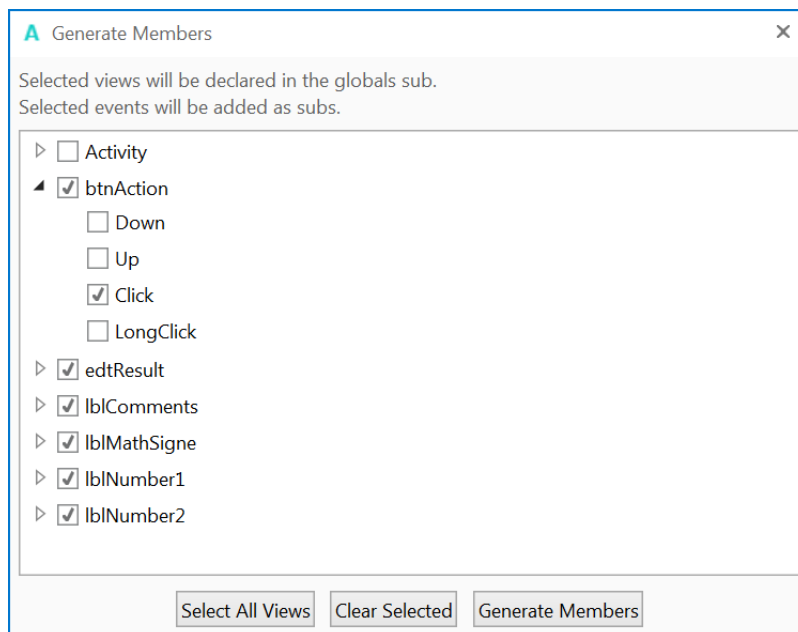 A Generate Members
Selected views will be declared in the globals sub.
Selected events will be added as subs.
Activity
btnAction
Down
Up
Click
LongClick
edtResult
lblComments
lblMathSigne
lblNumber1
lblNumber2
Select All Views Clear Selected Generate Members